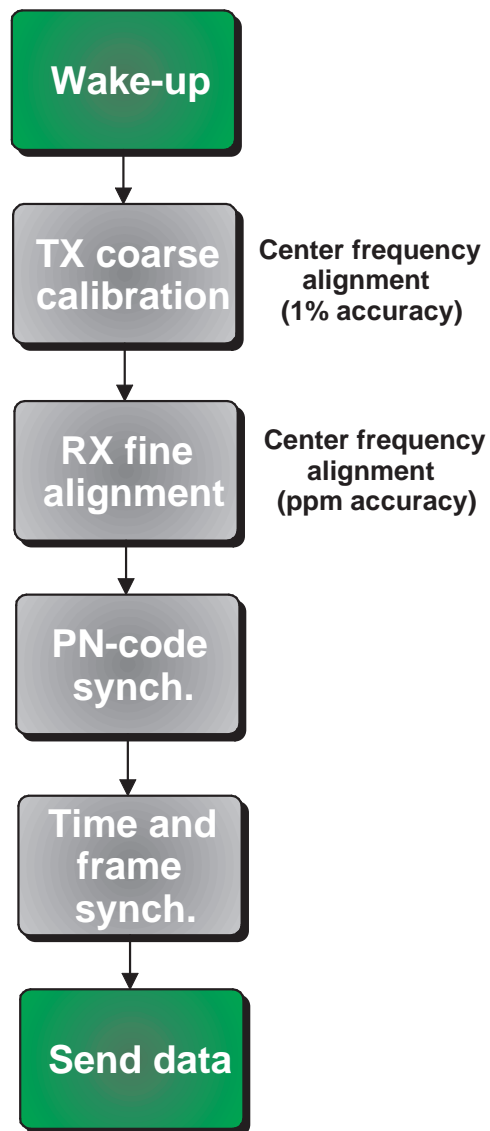 Wake-up
TX coarse
calibration
Center frequency
alignment
(1% accuracy)
RX fine
alignment
Center frequency
alignment
(ppm accuracy)
PN-code
synch.
Time and
frame
synch.
Send data